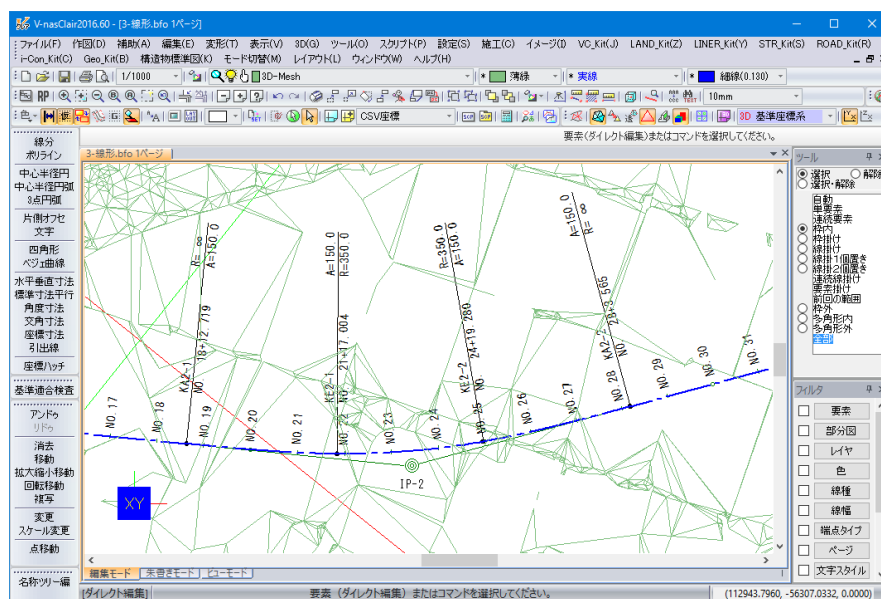 V-nasClair2016.60 - [3-線形.bfo 1ページ]
ファイル(F) 作図(D) 補助(A) 編集(E) 変形(T) 表示(V) 3D(G) ツール(O) スクリプト(P) 設定(S) 施工(C) イメージ(I) VC_Kit(J) LAND_Kit(Z) LINER_Kit(Y) STR_Kit(S) ROAD_Kit(R)
i-Con_Kit(C) Geo_Kit(B) 構造物標準図(K) モード切替(M) レイアウト(L) ウィンドウ(W) ヘルプ(H)
1/1000 3D-Mesh * 薄緑 * 実線 * 細線(0.130)
RP 10mm
CSV座標 3D 基準座標系
要素(ダイレクト編集)またはコマンドを選択してください。
線分
ポリライン
中心半径円
中心半径円弧
3点円弧
片側オフセ
文字
四角形
ベジェ曲線
水平垂直寸法
標準寸法平行
角度寸法
交角寸法
座標寸法
引出線
座標ハッチ
基準適合検査
アンドゥ
リドゥ
消去
移動
拡大縮小移動
回転移動
複写
変更
スケール変更
点移動
名称ツリー編
3-線形.bfo 1ページ
R= ∞
A=150.0
KA2-1
NO. 18+12.719
A=150.0
R=350.0
KE2-1
NO. 21+17.004
R=350.0
A=150.0
KE2-2
NO. 24+19.280
A=150.0
R= ∞
KA2-2
NO. 28+3.565
NO.17
NO.18
NO.19
NO.20
NO.21
NO.22
NO.23
NO.24
NO.25
NO.26
NO.27
NO.28
NO.29
NO.30
NO.31
IP-2
XY
編集モード 朱書きモード ビューモード
ツール
選択 解除
選択・解除
自動
単要素
連続要素
枠内
枠掛け
線掛け
線掛1個置き
線掛2個置き
連続線掛け
要素掛け
前回の範囲
枠外
多角形内
多角形外
全部
フィルタ
要素
部分図
レイヤ
色
線種
線幅
端点タイプ
ページ
文字スタイル
[ダイレクト編集] 要素(ダイレクト編集)またはコマンドを選択してください。 (112943.7960, -56307.0332, 0.0000)